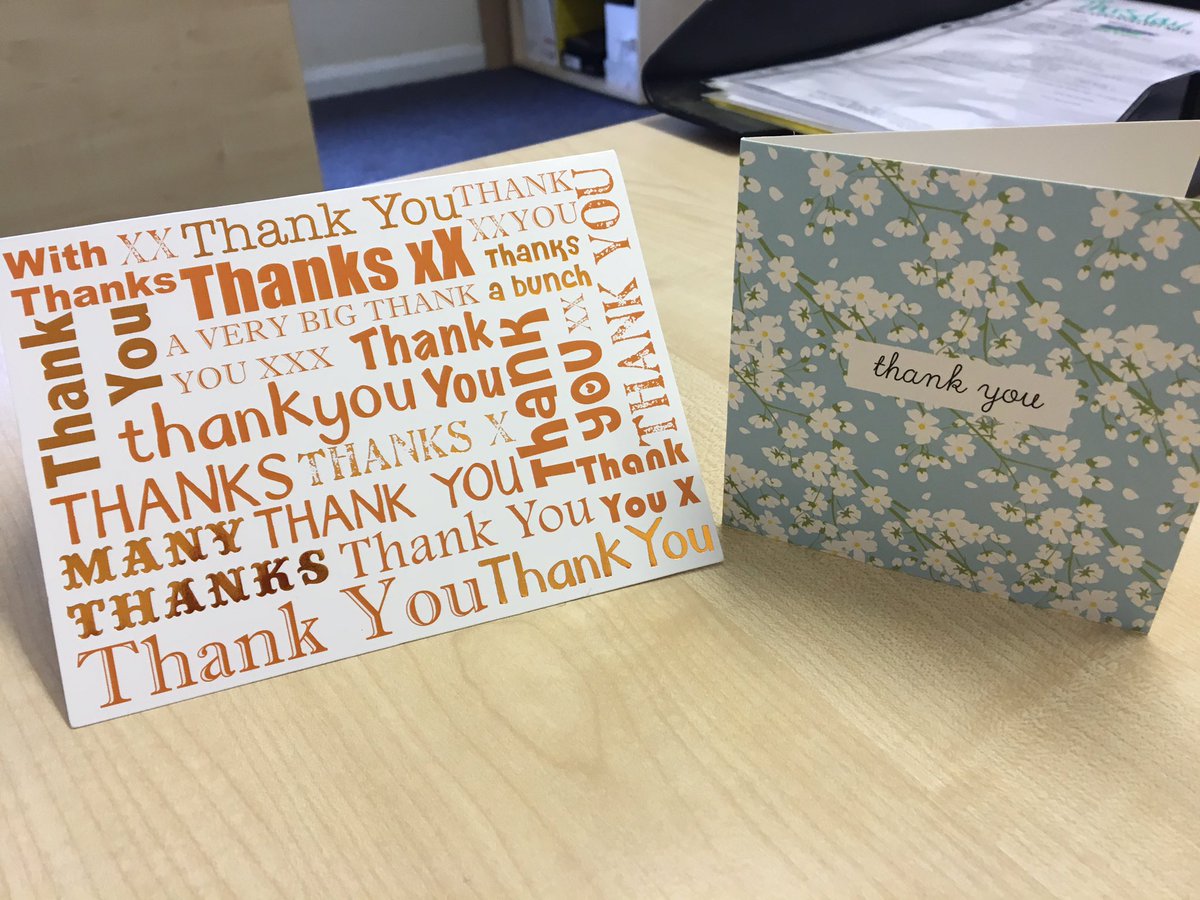 With
Thanks
XX
Thank You
THANK
XXYOU
Thanks xX
Thanks
a bunch
XX
THANK YOU
Thank
You
A VERY BIG THANK
YOU XXX
Thank
You
Thank
you
thankyou
THANKS X
THANKS
THANK YOU
Thank
You X
MANY
THANKS
Thank You
Thank You
Thank You
thank you